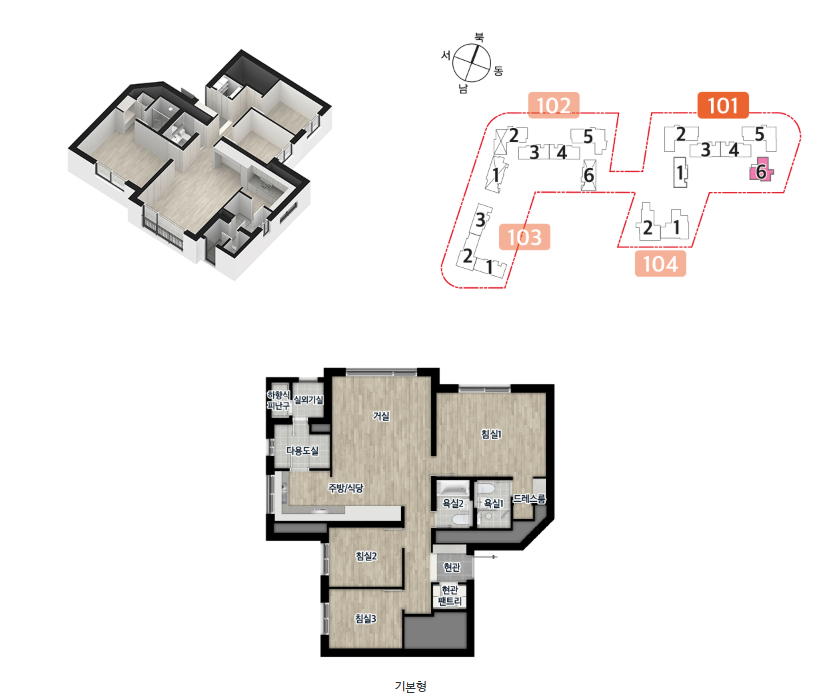 북
서
동
남
102
101
2
5
3
4
1
6
2
5
3
4
1
6
3
103
2
1
2
1
104
하향식
피난구
실외기실
거실
침실1
다용도실
주방/식당
욕실2
욕실1
드레스룸
침실2
현관
현관
팬트리
침실3
기본형